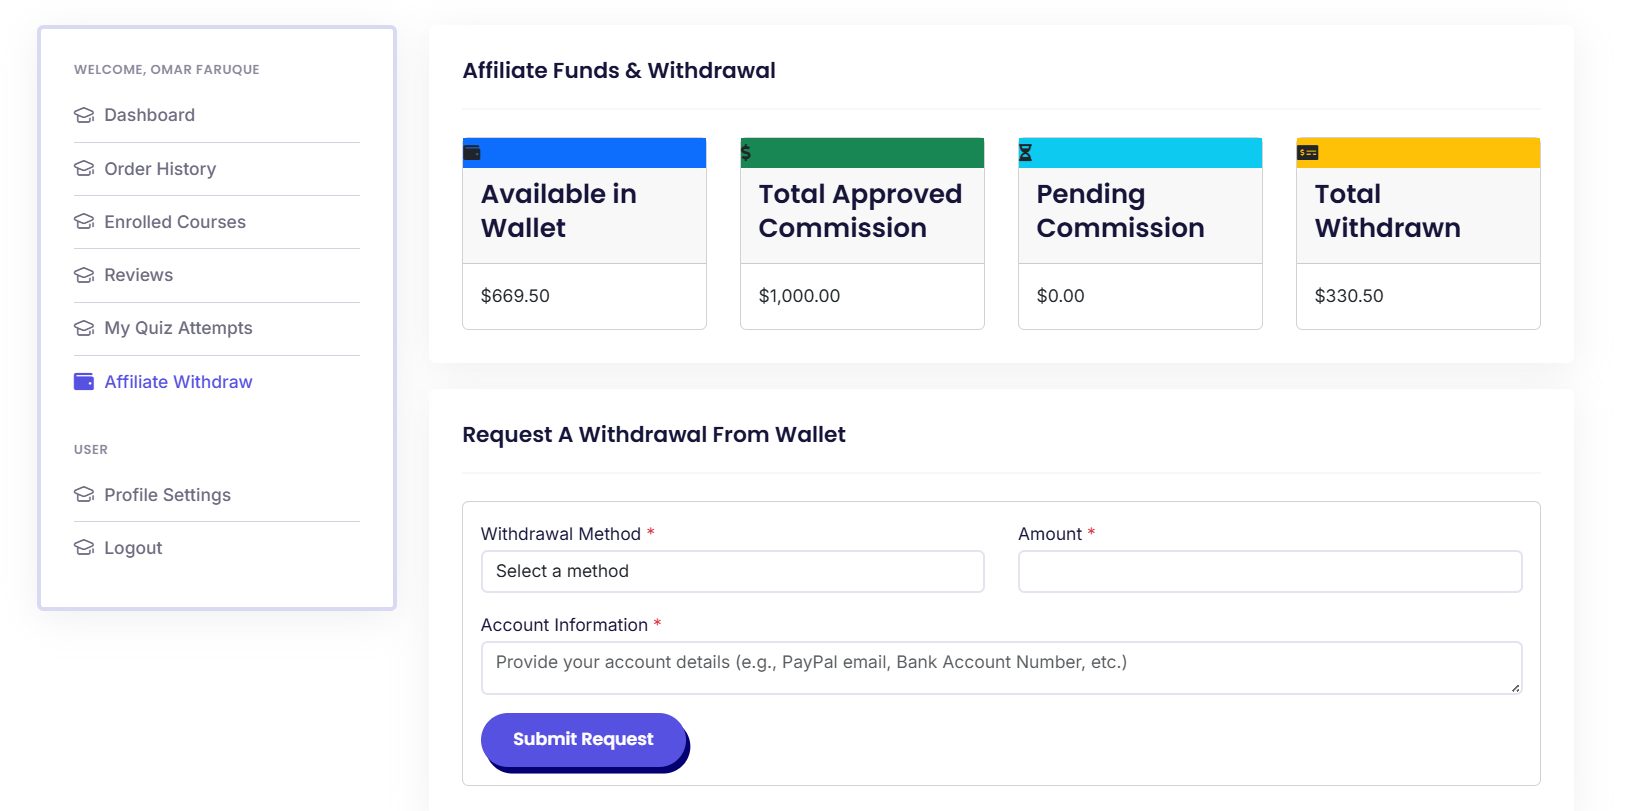 WELCOME, OMAR FARUQUE
Dashboard
Order History
Enrolled Courses
Reviews
My Quiz Attempts
Affiliate Withdraw
USER
Profile Settings
Logout
Affiliate Funds & Withdrawal
Available in
Wallet
$669.50
Total Approved
Commission
$1,000.00
Pending
Commission
$0.00
Total
Withdrawn
$330.50
Request A Withdrawal From Wallet
Withdrawal Method *
Select a method
Amount *
Account Information *
Provide your account details (e.g., PayPal email, Bank Account Number, etc.)
Submit Request